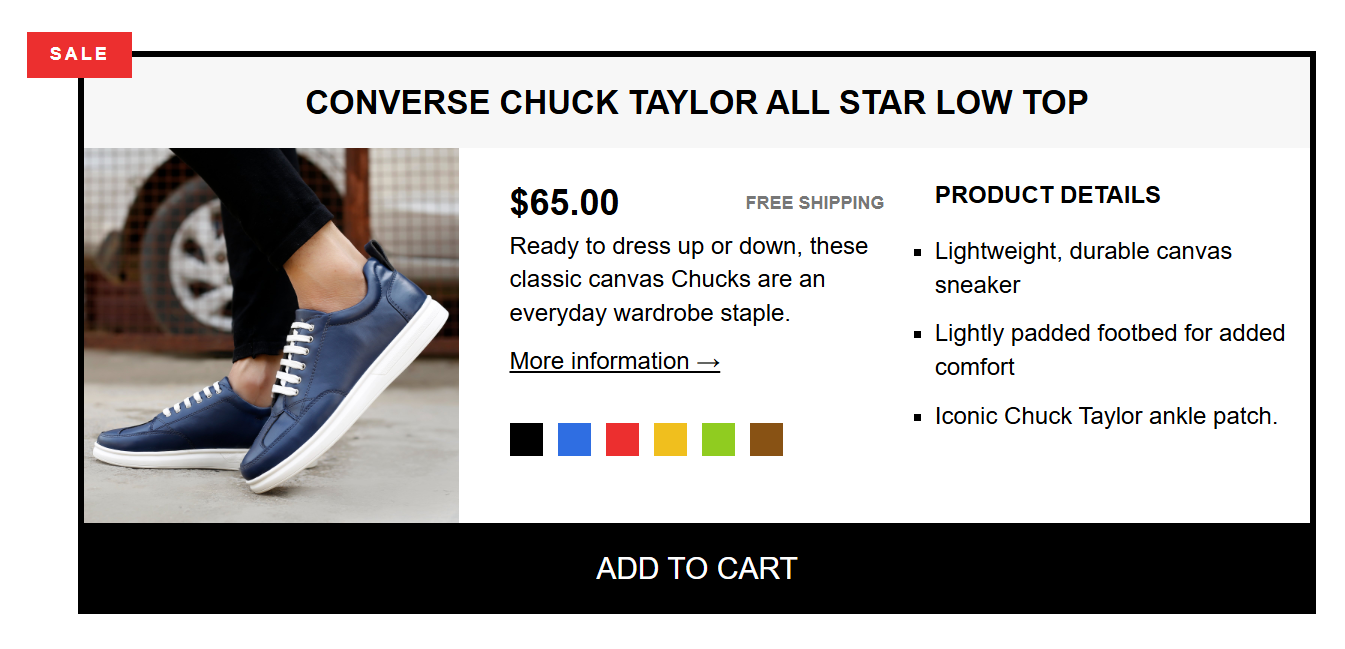 SALE
CONVERSE CHUCK TAYLOR ALL STAR LOW TOP
$65.00
FREE SHIPPING
Ready to dress up or down, these
classic canvas Chucks are an
everyday wardrobe staple.
More information →
PRODUCT DETAILS
Lightweight, durable canvas
sneaker
Lightly padded footbed for added
comfort
Iconic Chuck Taylor ankle patch.
ADD TO CART